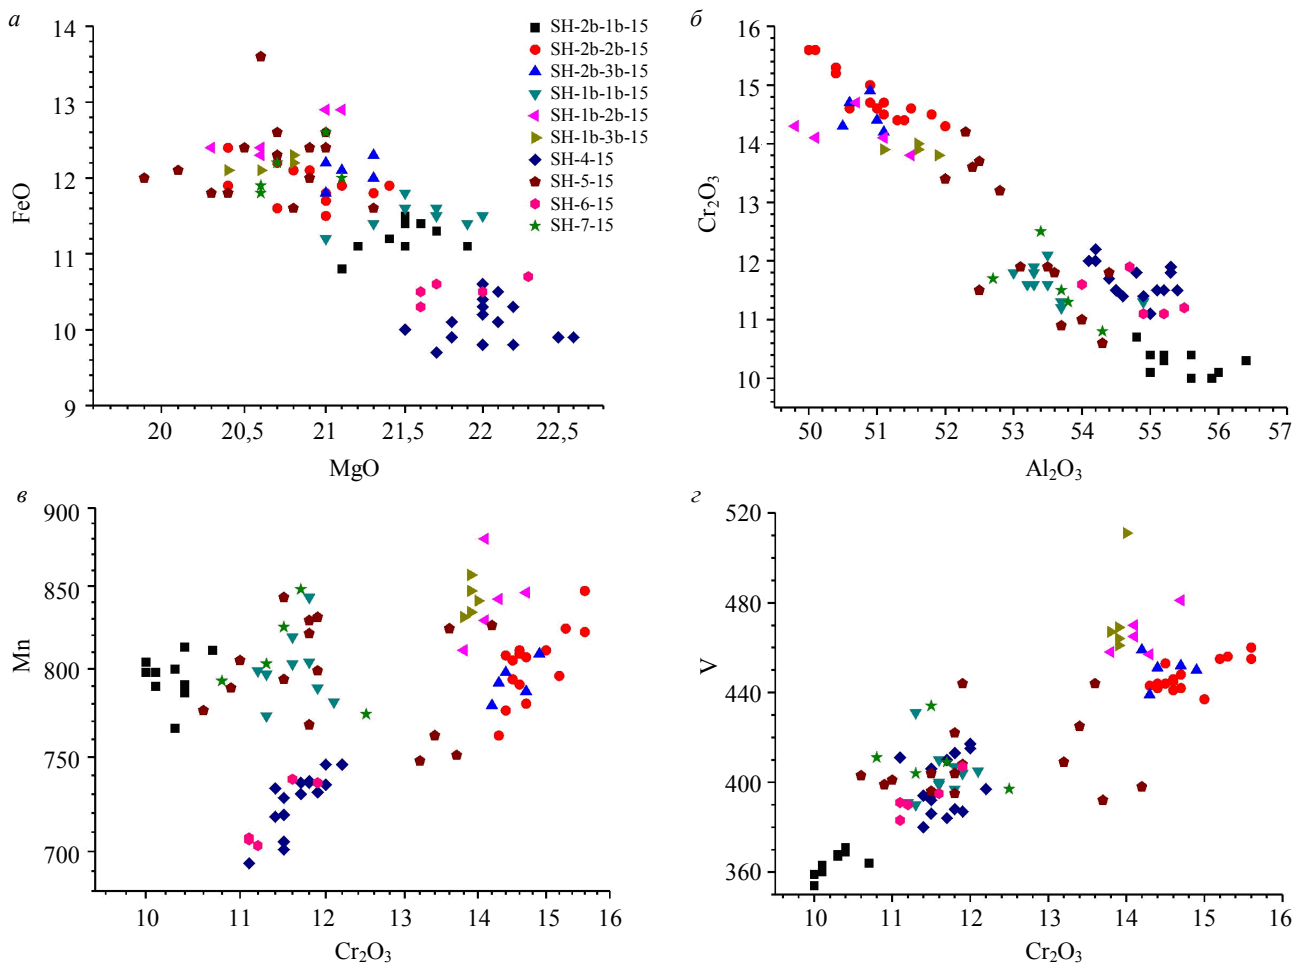 а
14
13
12
11
10
9
FeO
20
20,5
21
21,5
22
22,5
MgO
SH-2b-1b-15
SH-2b-2b-15
SH-2b-3b-15
SH-1b-1b-15
SH-1b-2b-15
SH-1b-3b-15
SH-4-15
SH-5-15
SH-6-15
SH-7-15
б
16
15
14
13
12
11
10
Cr₂O₃
50
51
52
53
54
55
56
57
Al₂O₃
в
900
850
800
750
700
Mn
10
11
12
13
14
15
16
Cr₂O₃
г
520
480
440
400
360
V
10
11
12
13
14
15
16
Cr₂O₃